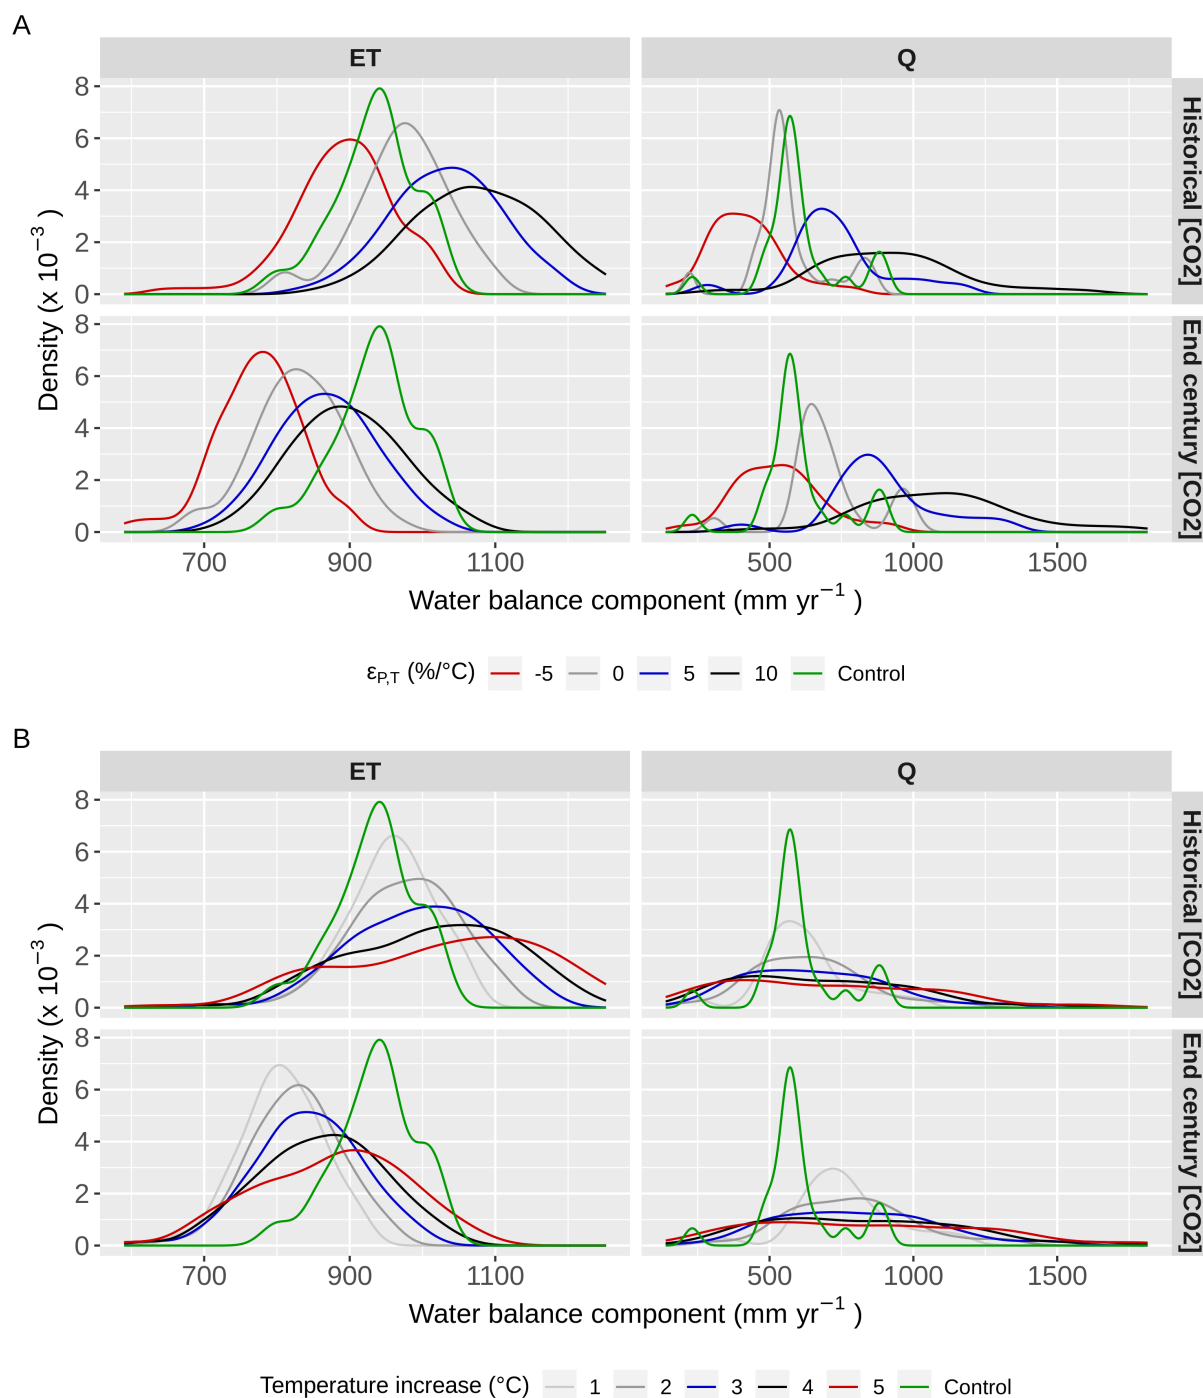 A
ET Q
8
6
4
2
0
Historical [CO2]
8
6
4
2
0
End century [CO2]
Density (x 10−3 )
700 900 1100 500 1000 1500
Water balance component (mm yr−1 )
εP,T (%/°C) -5 0 5 10 Control
B
ET Q
8
6
4
2
0
Historical [CO2]
8
6
4
2
0
End century [CO2]
Density (x 10−3 )
700 900 1100 500 1000 1500
Water balance component (mm yr−1 )
Temperature increase (°C) 1 2 3 4 5 Control